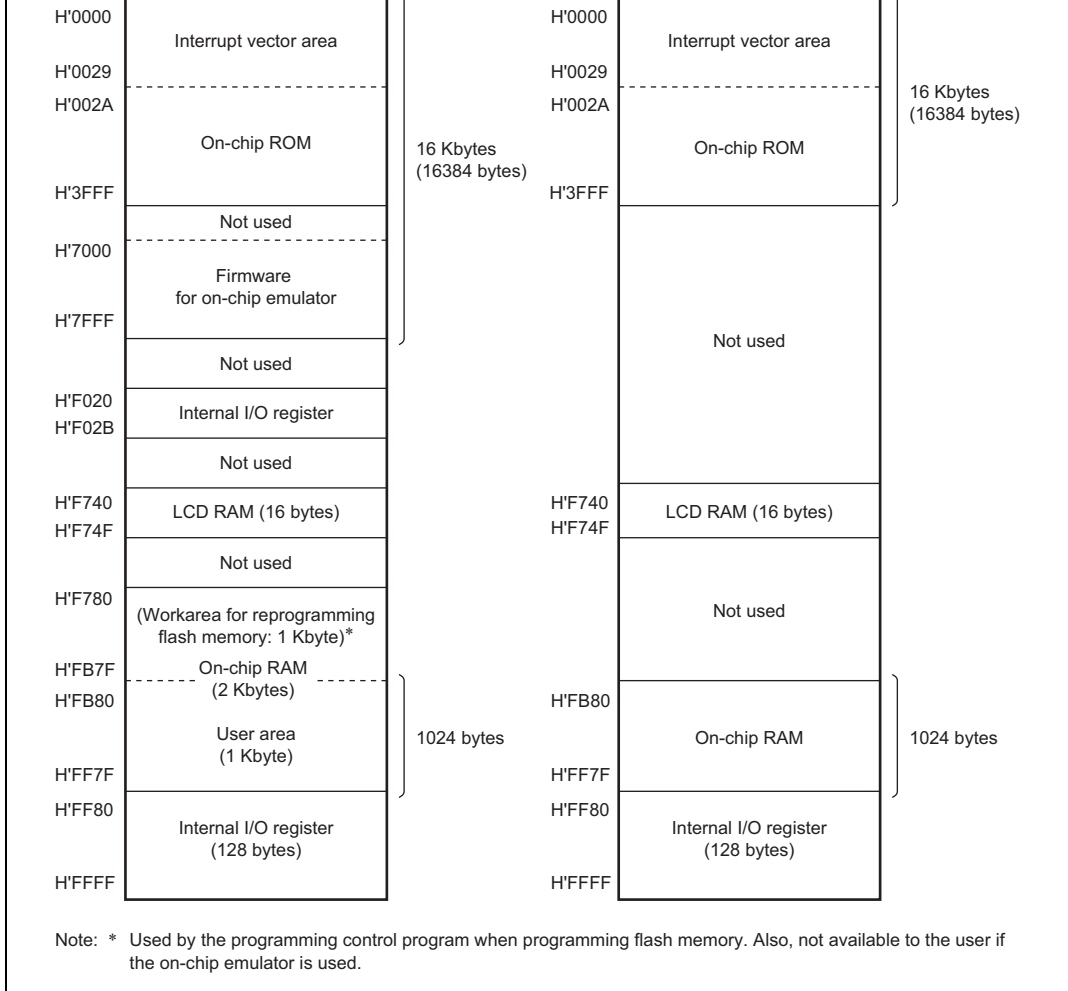 H'0000
Interrupt vector area
H'0029
H'002A
On-chip ROM
16 Kbytes
(16384 bytes)
H'3FFF
Not used
H'7000
Firmware
for on-chip emulator
H'7FFF
Not used
H'F020
Internal I/O register
H'F02B
Not used
H'F740
LCD RAM (16 bytes)
H'F74F
Not used
H'F780
(Workarea for reprogramming
flash memory: 1 Kbyte)*
H'FB7F
On-chip RAM
(2 Kbytes)
H'FB80
User area
(1 Kbyte)
1024 bytes
H'FF7F
H'FF80
Internal I/O register
(128 bytes)
H'FFFF
H'0000
Interrupt vector area
H'0029
H'002A
16 Kbytes
(16384 bytes)
On-chip ROM
H'3FFF
Not used
H'F740
LCD RAM (16 bytes)
H'F74F
Not used
H'FB80
On-chip RAM
1024 bytes
H'FF7F
H'FF80
Internal I/O register
(128 bytes)
H'FFFF
Note: * Used by the programming control program when programming flash memory. Also, not available to the user if
the on-chip emulator is used.